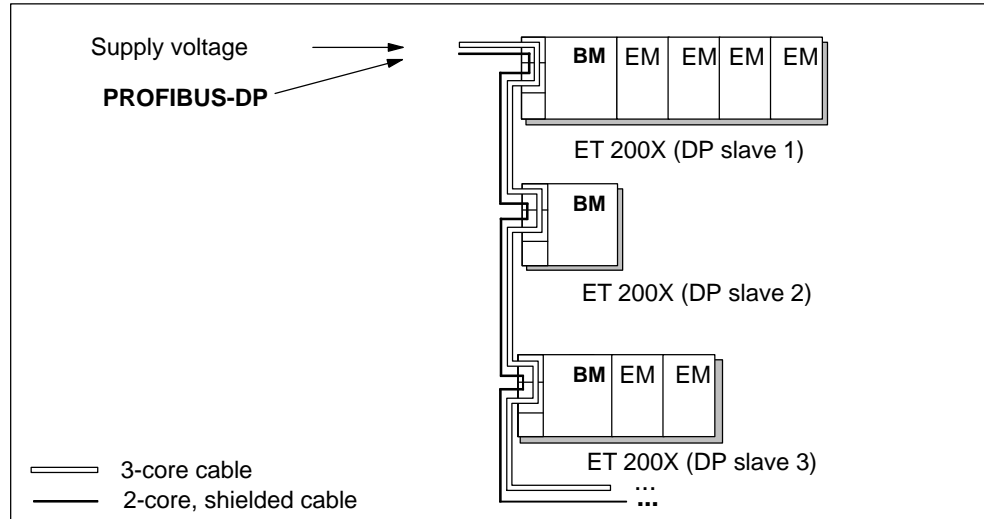 Supply voltage
PROFIBUS-DP
BM EM EM EM EM
ET 200X (DP slave 1)
BM
ET 200X (DP slave 2)
BM EM EM
ET 200X (DP slave 3)
3-core cable
...
2-core, shielded cable
...